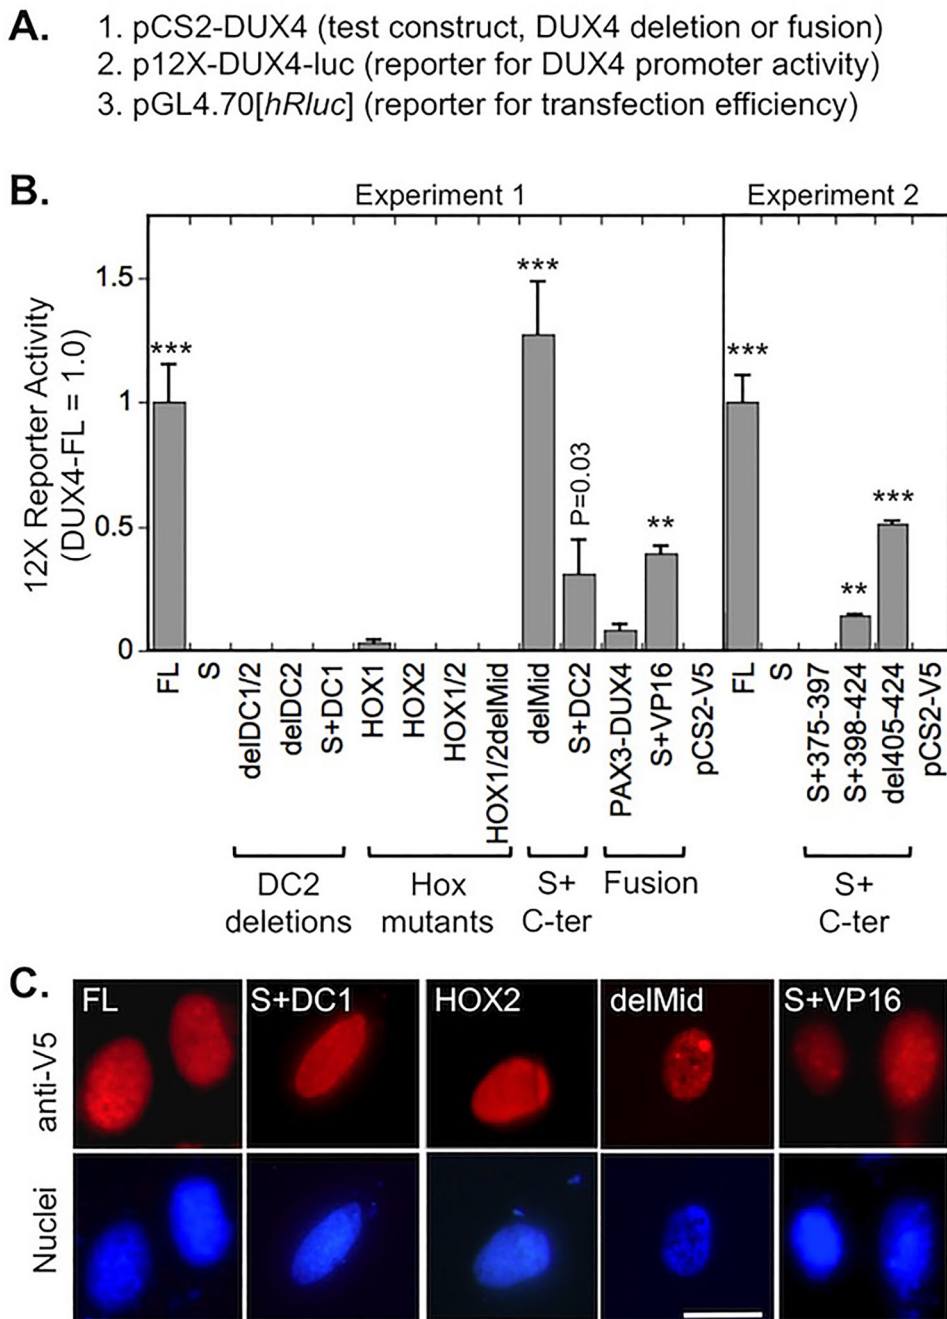 A.
1. pCS2-DUX4 (test construct, DUX4 deletion or fusion)
2. p12X-DUX4-luc (reporter for DUX4 promoter activity)
3. pGL4.70[hRluc] (reporter for transfection efficiency)
B.
Experiment 1
Experiment 2
12X Reporter Activity
(DUX4-FL = 1.0)
1.5
1
0.5
0
***
***
P=0.03
**
***
**
***
FL
S
delDC1/2
delDC2
S+DC1
HOX1
HOX2
HOX1/2
HOX1/2delMid
delMid
S+DC2
PAX3-DUX4
S+VP16
pCS2-V5
FL
S
S+375-397
S+398-424
del405-424
pCS2-V5
DC2
deletions
Hox
mutants
S+
C-ter
Fusion
S+
C-ter
C.
FL
S+DC1
HOX2
delMid
S+VP16
anti-V5
Nuclei